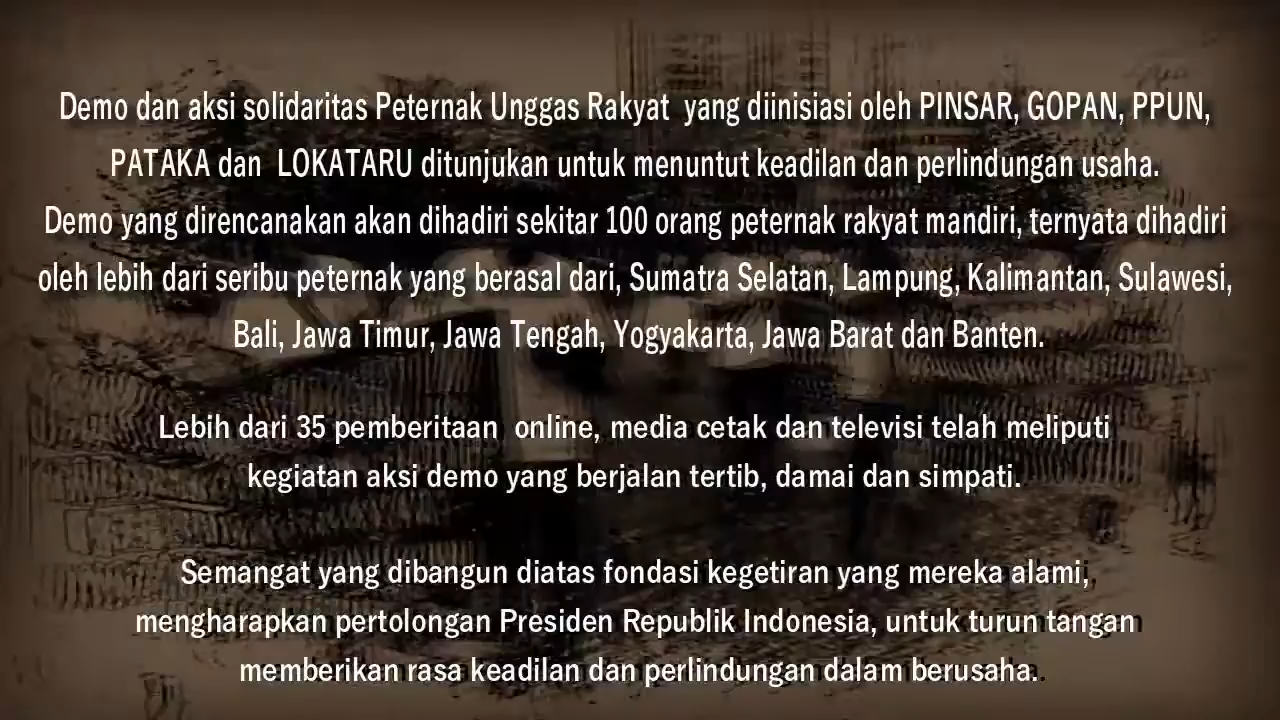 Demo dan aksi solidaritas Peternak Unggas Rakyat yang diinisiasi oleh PINSAR, GOPAN, PPUN,
PATAKA dan LOKATARU ditunjukan untuk menuntut keadilan dan perlindungan usaha.
Demo yang direncanakan akan dihadiri sekitar 100 orang peternak rakyat mandiri, ternyata dihadiri
oleh lebih dari seribu peternak yang berasal dari, Sumatra Selatan, Lampung, Kalimantan, Sulawesi,
Bali, Jawa Timur, Jawa Tengah, Yogyakarta, Jawa Barat dan Banten.
Lebih dari 35 pemberitaan online, media cetak dan televisi telah meliputi
kegiatan aksi demo yang berjalan tertib, damai dan simpati.
Semangat yang dibangun diatas fondasi kegetiran yang mereka alami,
mengharapkan pertolongan Presiden Republik Indonesia, untuk turun tangan
memberikan rasa keadilan dan perlindungan dalam berusaha.